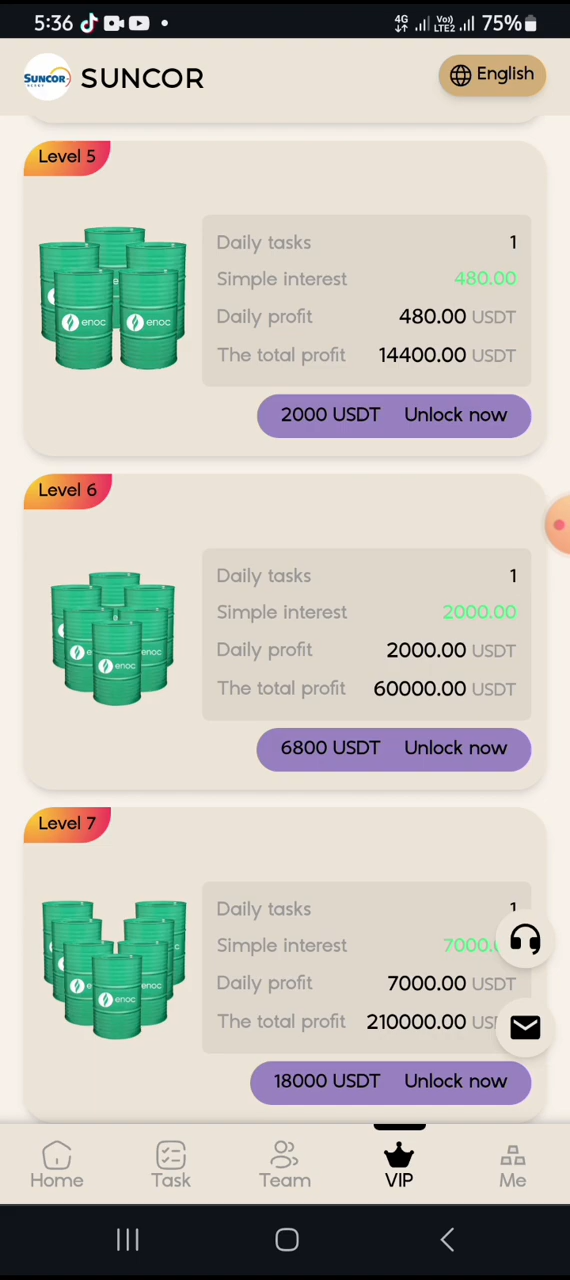 5:36
4G Vo)) LTE2 75%
SUNCOR
SUNCOR
English
Level 5
Daily tasks 1
Simple interest 480.00
Daily profit 480.00 USDT
The total profit 14400.00 USDT
enoc enoc
2000 USDT Unlock now
Level 6
Daily tasks 1
Simple interest 2000.00
Daily profit 2000.00 USDT
The total profit 60000.00 USDT
enoc
enoc
6800 USDT Unlock now
Level 7
Daily tasks 1
Simple interest 7000.
Daily profit 7000.00 USDT
The total profit 210000.00 US
enoc
enoc
18000 USDT Unlock now
Home Task Team VIP Me